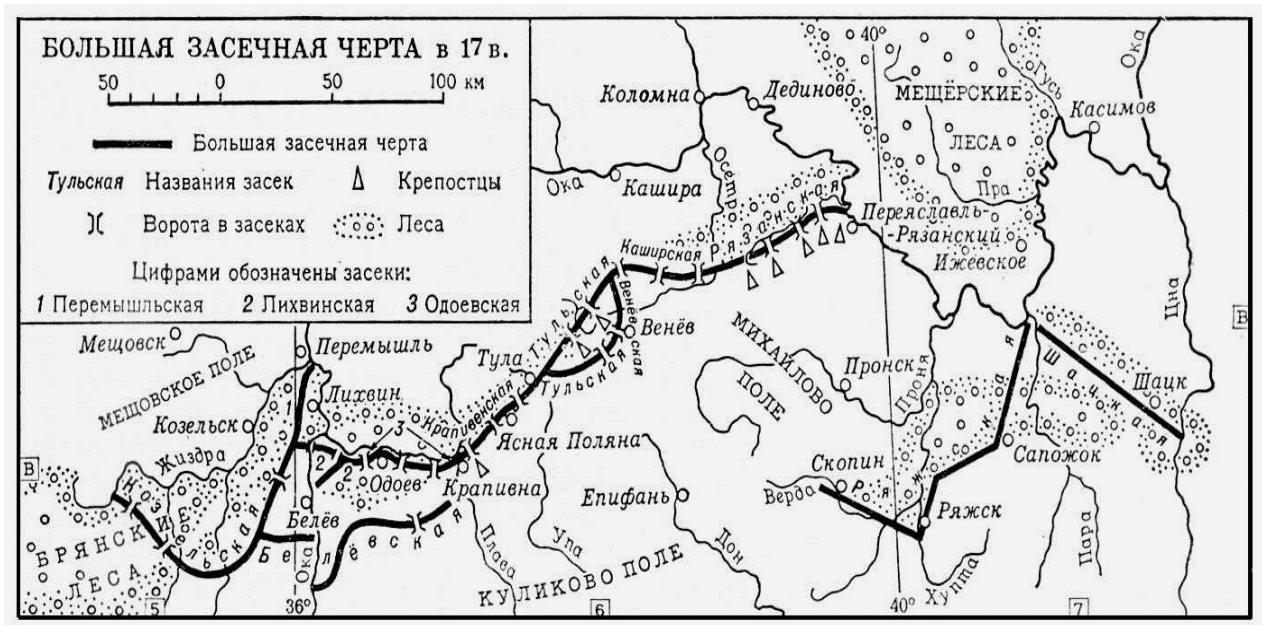 БОЛЬШАЯ ЗАСЕЧНАЯ ЧЕРТА в 17 в.
50 0 50 100 км
Большая засечная черта
Тульская Названия засек Крепостцы
Ворота в засеках Леса
Цифрами обозначены засеки:
1 Перемышльская 2 Лихвинская 3 Одоевская
40°
Ока
Гусь
Коломна
Дединово
МЕЩЁРСКИЕ
ЛЕСА
Касимов
Осётр
Ока
Кашира
Пра
Рязанская
Каширская
Переяславль-
-Рязанский
Ижевское
Цна
В
Тульская
Венёвская
Венёв
Тульская
Мещовск
Перемышль
МЕЩОВСКОЕ ПОЛЕ
Тула
МИХАЙЛОВО
ПОЛЕ
Пронск
Проня
Шацкая
Шацк
1
Лихвин
Крапивенская
3
Козельск
Ясная Поляна
Жиздра
2
2
Одоев
Крапивна
Епифань
Скопин
Верда
Ряжская
Сапожок
Ряжск
В
Козельская
Белёв
Белёвская
БРЯНСКИЕ
ЛЕСА
Ока
Плава
Упа
Дон
КУЛИКОВО ПОЛЕ
Хупта
Пара
5
36°
6
40°
7